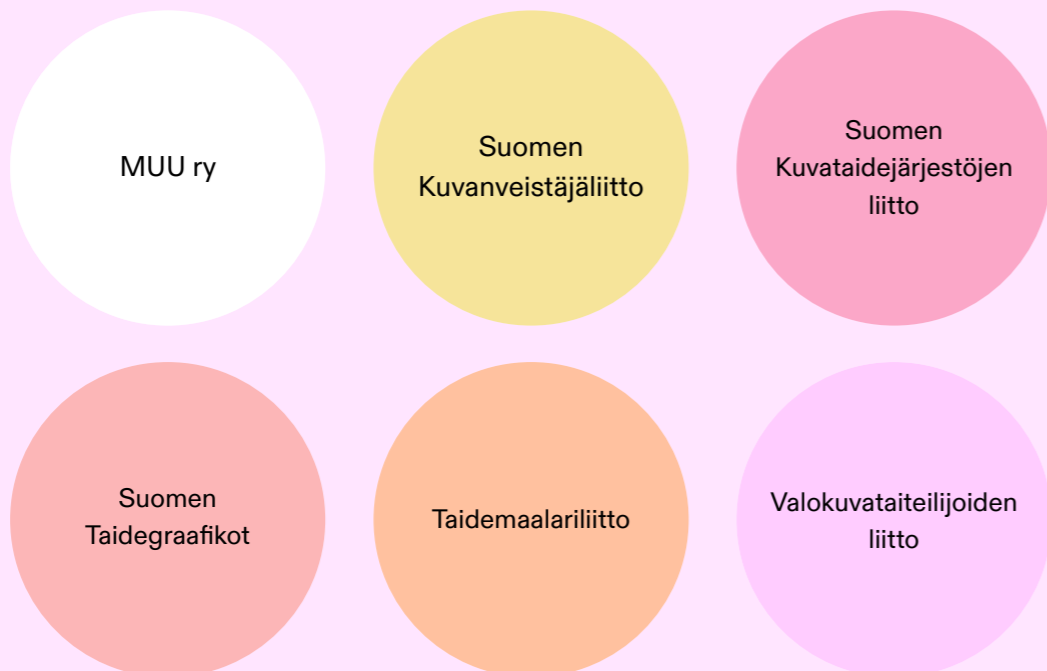 MUU ry
Suomen
Kuvanveistäjäliitto
Suomen
Kuvataidejärjestöjen
liitto
Suomen
Taidegraafikot
Taidemaalariliitto
Valokuvataiteilijoiden
liitto